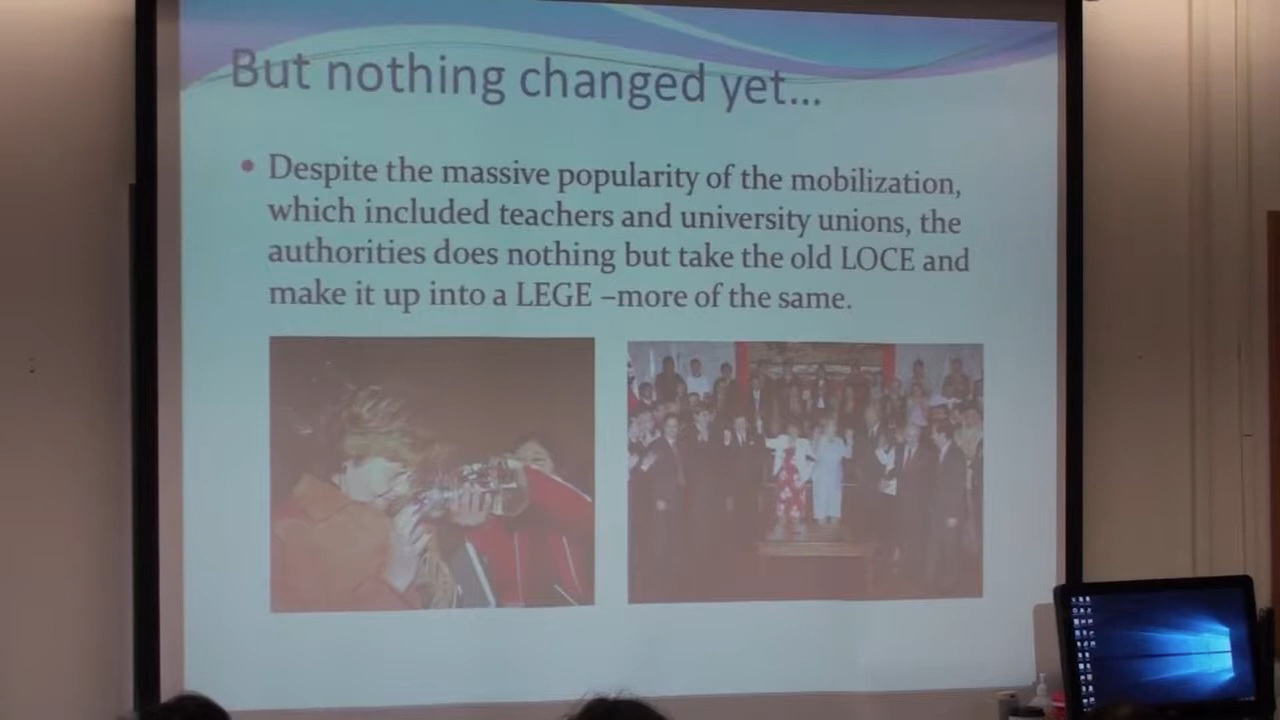 But nothing changed yet...
• Despite the massive popularity of the mobilization,
which included teachers and university unions, the
authorities does nothing but take the old LOCE and
make it up into a LEGE –more of the same.